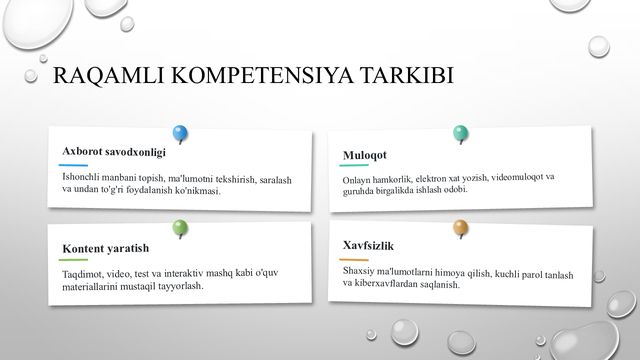 RAQAMLI KOMPETENSIYA TARKIBI
Axborot savodxonligi
Ishonchli manbani topish, ma'lumotni tekshirish, saralash
va undan to'g'ri foydalanish ko'nikmasi.
Muloqot
Onlayn hamkorlik, elektron xat yozish, videomuloqot va
guruhda birgalikda ishlash odobi.
Kontent yaratish
Taqdimot, video, test va interaktiv mashq kabi o'quv
materiallarini mustaqil tayyorlash.
Xavfsizlik
Shaxsiy ma'lumotlarni himoya qilish, kuchli parol tanlash
va kiberxavflardan saqlanish.